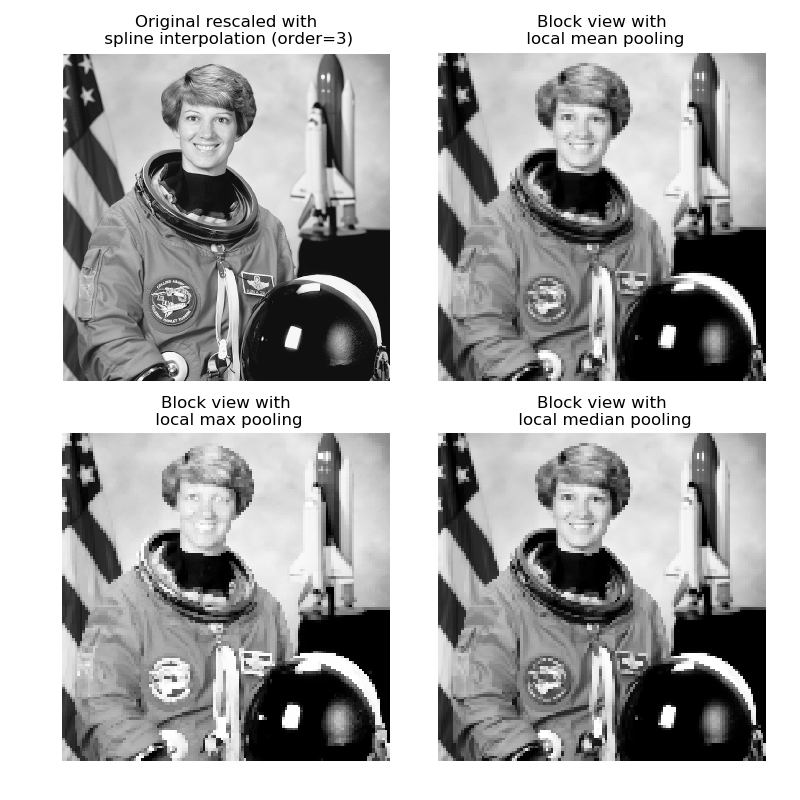 Original rescaled with
spline interpolation (order=3)
Block view with
local mean pooling
Block view with
local max pooling
Block view with
local median pooling